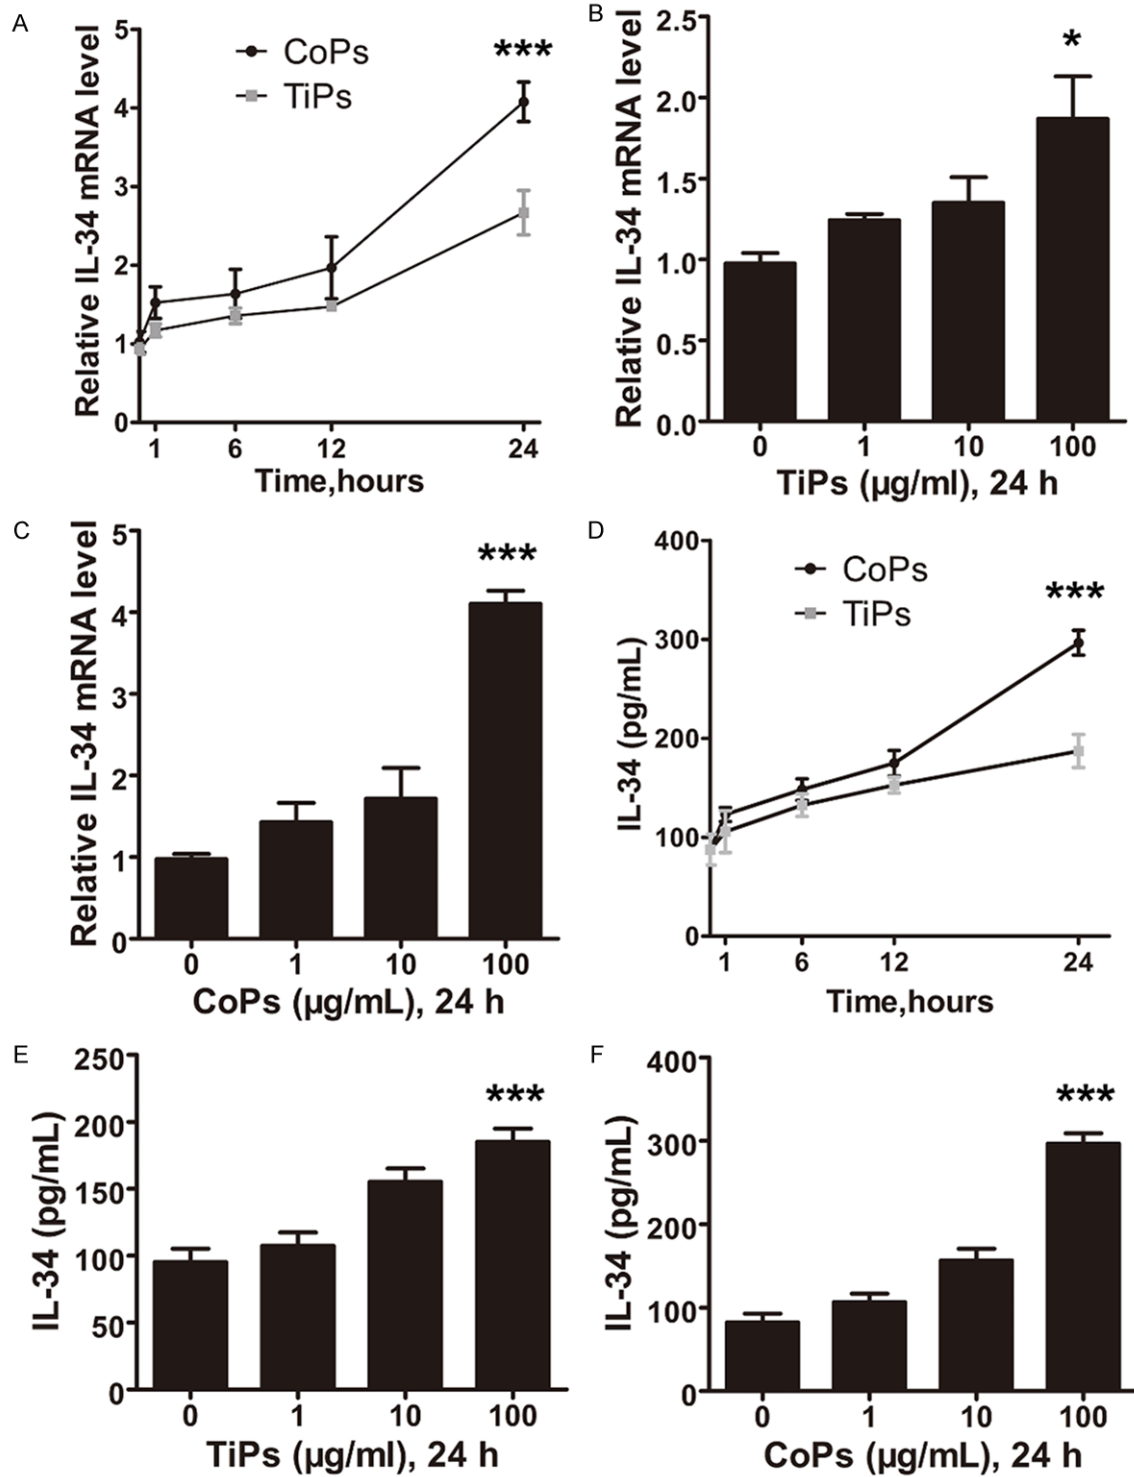 A
Relative IL-34 mRNA level
5
4
3
2
1
0
CoPs
TiPs
***
1 6 12 24
Time,hours
B
Relative IL-34 mRNA level
2.5
2.0
1.5
1.0
0.5
0.0
*
0 1 10 100
TiPs (µg/ml), 24 h
C
Relative IL-34 mRNA level
5
4
3
2
1
0
***
0 1 10 100
CoPs (µg/mL), 24 h
D
IL-34 (pg/mL)
400
300
200
100
0
CoPs
TiPs
***
1 6 12 24
Time,hours
E
IL-34 (pg/mL)
250
200
150
100
50
0
***
0 1 10 100
TiPs (µg/ml), 24 h
F
IL-34 (pg/mL)
400
300
200
100
0
***
0 1 10 100
CoPs (µg/mL), 24 h